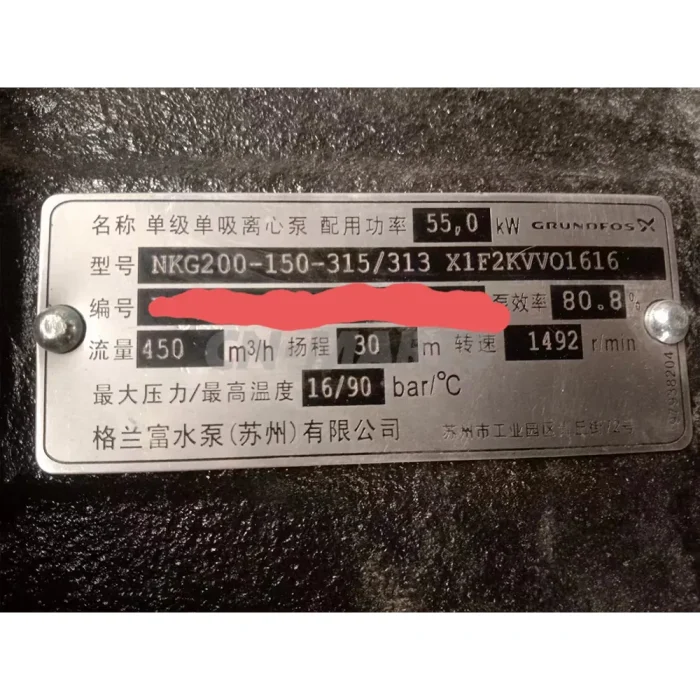 名称 单级单吸离心泵 配用功率 55,0 kW GRUNDFOS
型号 NKG200-150-315/313 X1F2KVVO1616
编号 泵效率 80.8%
流量 450 m³/h 扬程 30 m 转速 1492 r/min
最大压力/最高温度 16/90 bar/°C
格兰富水泵(苏州)有限公司 苏州市工业园区